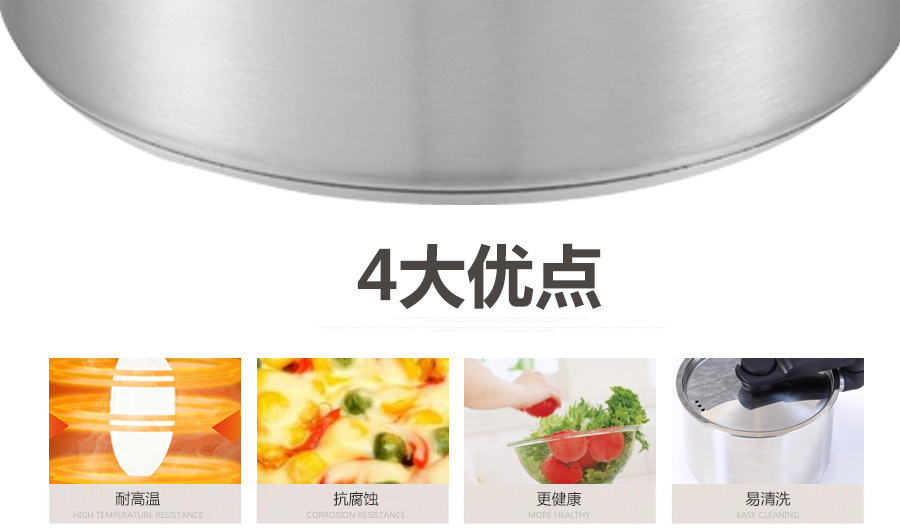 4大优点
耐高温
HIGH TEMPERATURE RESISTANCE
抗腐蚀
CORROSION RESISTANCE
更健康
MORE HEALTHY
易清洗
EASY CLEANING